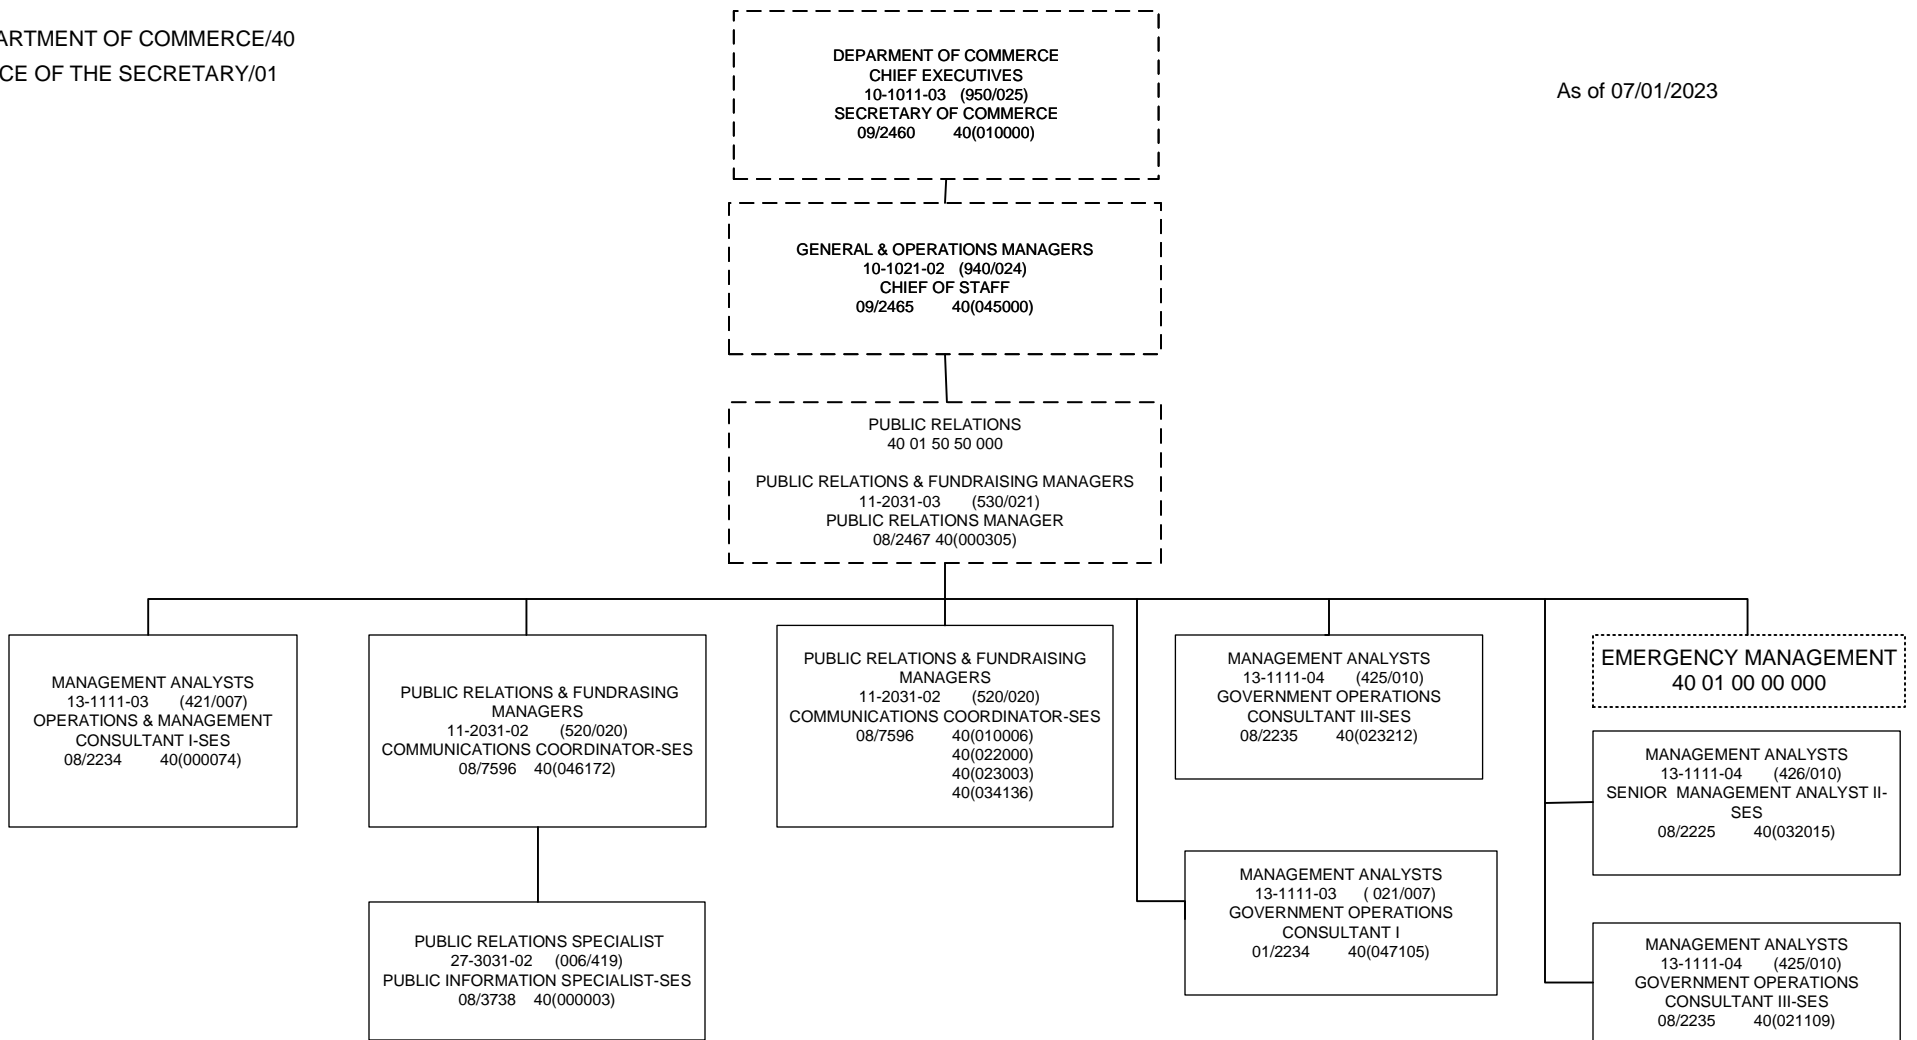 ARTMENT OF COMMERCE/40
CE OF THE SECRETARY/01
As of 07/01/2023
DEPARMENT OF COMMERCE
CHIEF EXECUTIVES
10-1011-03 (950/025)
SECRETARY OF COMMERCE
09/2460 40(010000)
GENERAL & OPERATIONS MANAGERS
10-1021-02 (940/024)
CHIEF OF STAFF
09/2465 40(045000)
PUBLIC RELATIONS
40 01 50 50 000
PUBLIC RELATIONS & FUNDRAISING MANAGERS
11-2031-03 (530/021)
PUBLIC RELATIONS MANAGER
08/2467 40(000305)
MANAGEMENT ANALYSTS
13-1111-03 (421/007)
OPERATIONS & MANAGEMENT
CONSULTANT I-SES
08/2234 40(000074)
PUBLIC RELATIONS & FUNDRASING
MANAGERS
11-2031-02 (520/020)
COMMUNICATIONS COORDINATOR-SES
08/7596 40(046172)
PUBLIC RELATIONS SPECIALIST
27-3031-02 (006/419)
PUBLIC INFORMATION SPECIALIST-SES
08/3738 40(000003)
PUBLIC RELATIONS & FUNDRAISING
MANAGERS
11-2031-02 (520/020)
COMMUNICATIONS COORDINATOR-SES
08/7596 40(010006)
40(022000)
40(023003)
40(034136)
MANAGEMENT ANALYSTS
13-1111-04 (425/010)
GOVERNMENT OPERATIONS
CONSULTANT III-SES
08/2235 40(023212)
MANAGEMENT ANALYSTS
13-1111-03 ( 021/007)
GOVERNMENT OPERATIONS
CONSULTANT I
01/2234 40(047105)
EMERGENCY MANAGEMENT
40 01 00 00 000
MANAGEMENT ANALYSTS
13-1111-04 (426/010)
SENIOR MANAGEMENT ANALYST II-
SES
08/2225 40(032015)
MANAGEMENT ANALYSTS
13-1111-04 (425/010)
GOVERNMENT OPERATIONS
CONSULTANT III-SES
08/2235 40(021109)